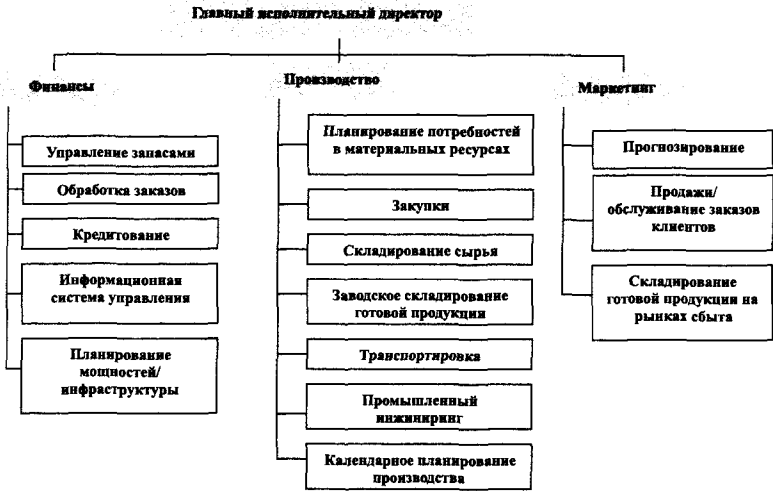 Главный исполнительный директор
Финансы
Производство
Маркетинг
Управление запасами
Обработка заказов
Кредитование
Информационная
система управления
Планирование
мощностей/
инфраструктуры
Планирование потребностей
в материальных ресурсах
Закупки
Складирование сырья
Заводское складирование
готовой продукции
Транспортировка
Промышленный
инжиниринг
Календарное планирование
производства
Прогнозирование
Продажи/
обслуживание заказов
клиентов
Складирование
готовой продукции на
рынках сбыта